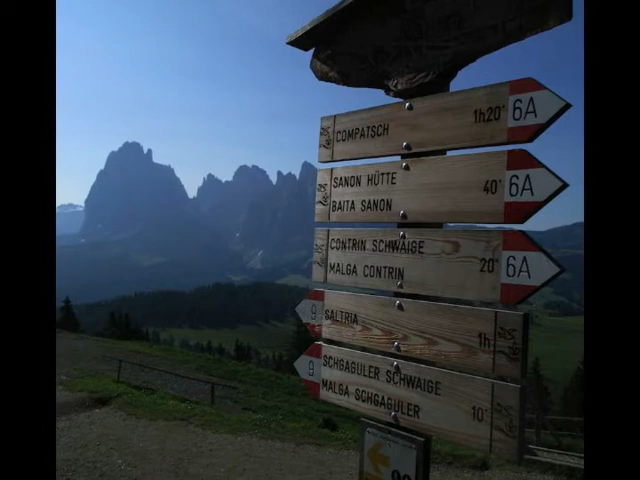 COMPATSCH 1h20' 6A
SANON HÜTTE 40' 6A
BAITA SANON
CONTRIN SCHWAIGE 20' 6A
MALGA CONTRIN
9 SALTRIA 1h
9 SCHGAGULER SCHWAIGE 10'
MALGA SCHGAGULER